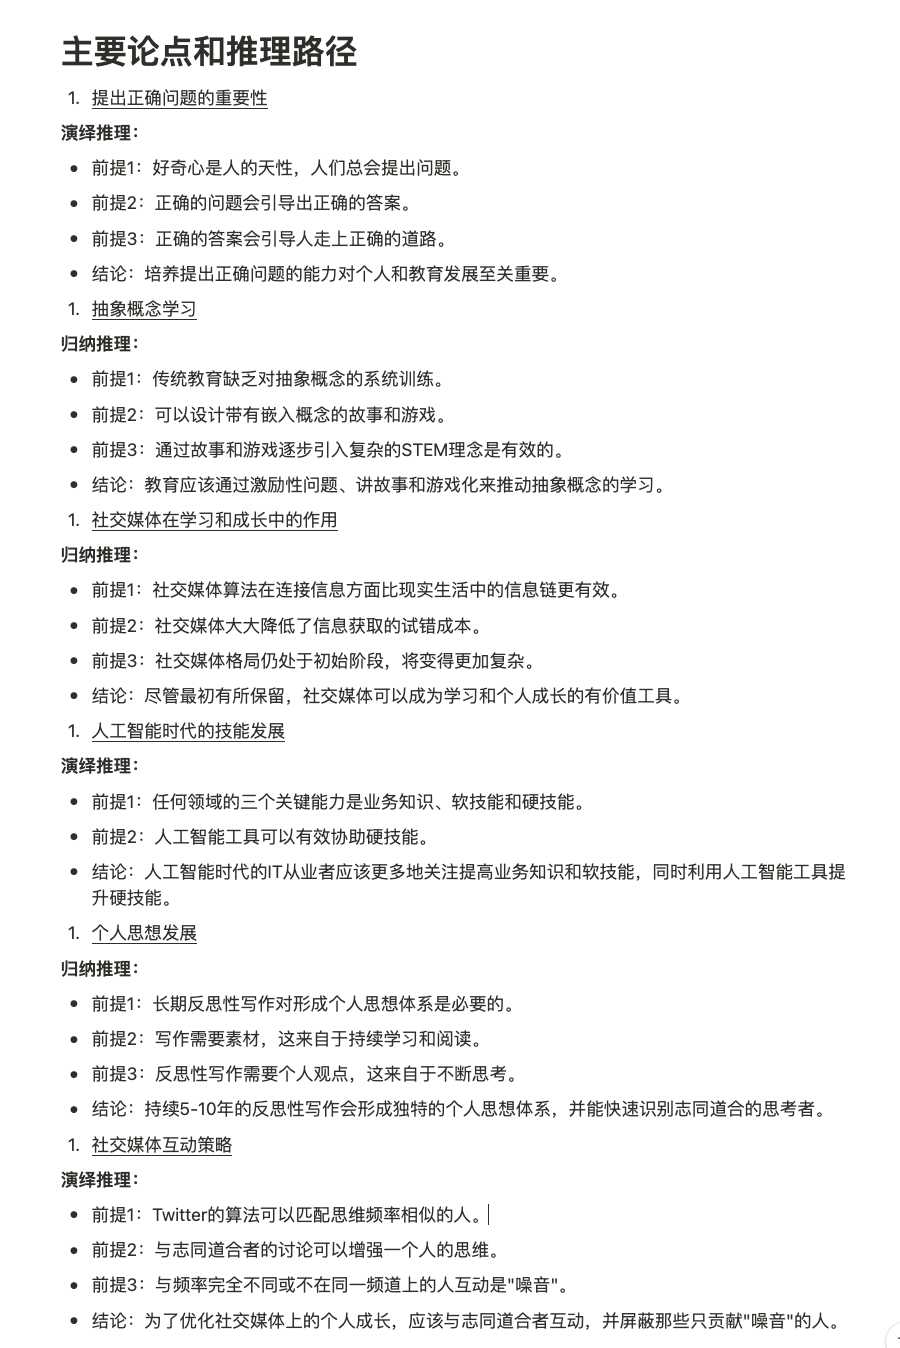 主要论点和推理路径
1. 提出正确问题的重要性
演绎推理：
• 前提1：好奇心是人的天性，人们总会提出问题。
• 前提2：正确的问题会引导出正确的答案。
• 前提3：正确的答案会引导人走上正确的道路。
• 结论：培养提出正确问题的能力对个人和教育发展至关重要。
1. 抽象概念学习
归纳推理：
• 前提1：传统教育缺乏对抽象概念的系统训练。
• 前提2：可以设计带有嵌入概念的故事和游戏。
• 前提3：通过故事和游戏逐步引入复杂的STEM理念是有效的。
• 结论：教育应该通过激励性问题、讲故事和游戏化来推动抽象概念的学习。
1. 社交媒体在学习和成长中的作用
归纳推理：
• 前提1：社交媒体算法在连接信息方面比现实生活中的信息链更有效。
• 前提2：社交媒体大大降低了信息获取的试错成本。
• 前提3：社交媒体格局仍处于初始阶段，将变得更加复杂。
• 结论：尽管最初有所保留，社交媒体可以成为学习和个人成长的有价值工具。
1. 人工智能时代的技能发展
演绎推理：
• 前提1：任何领域的三个关键能力是业务知识、软技能和硬技能。
• 前提2：人工智能工具可以有效协助硬技能。
• 结论：人工智能时代的IT从业者应该更多地关注提高业务知识和软技能，同时利用人工智能工具提
升硬技能。
1. 个人思想发展
归纳推理：
• 前提1：长期反思性写作对形成个人思想体系是必要的。
• 前提2：写作需要素材，这来自于持续学习和阅读。
• 前提3：反思性写作需要个人观点，这来自于不断思考。
• 结论：持续5-10年的反思性写作会形成独特的个人思想体系，并能快速识别志同道合的思考者。
1. 社交媒体互动策略
演绎推理：
• 前提1：Twitter的算法可以匹配思维频率相似的人。
• 前提2：与志同道合者的讨论可以增强一个人的思维。
• 前提3：与频率完全不同或不在同一频道上的人互动是"噪音"。
• 结论：为了优化社交媒体上的个人成长，应该与志同道合者互动，并屏蔽那些只贡献"噪音"的人。